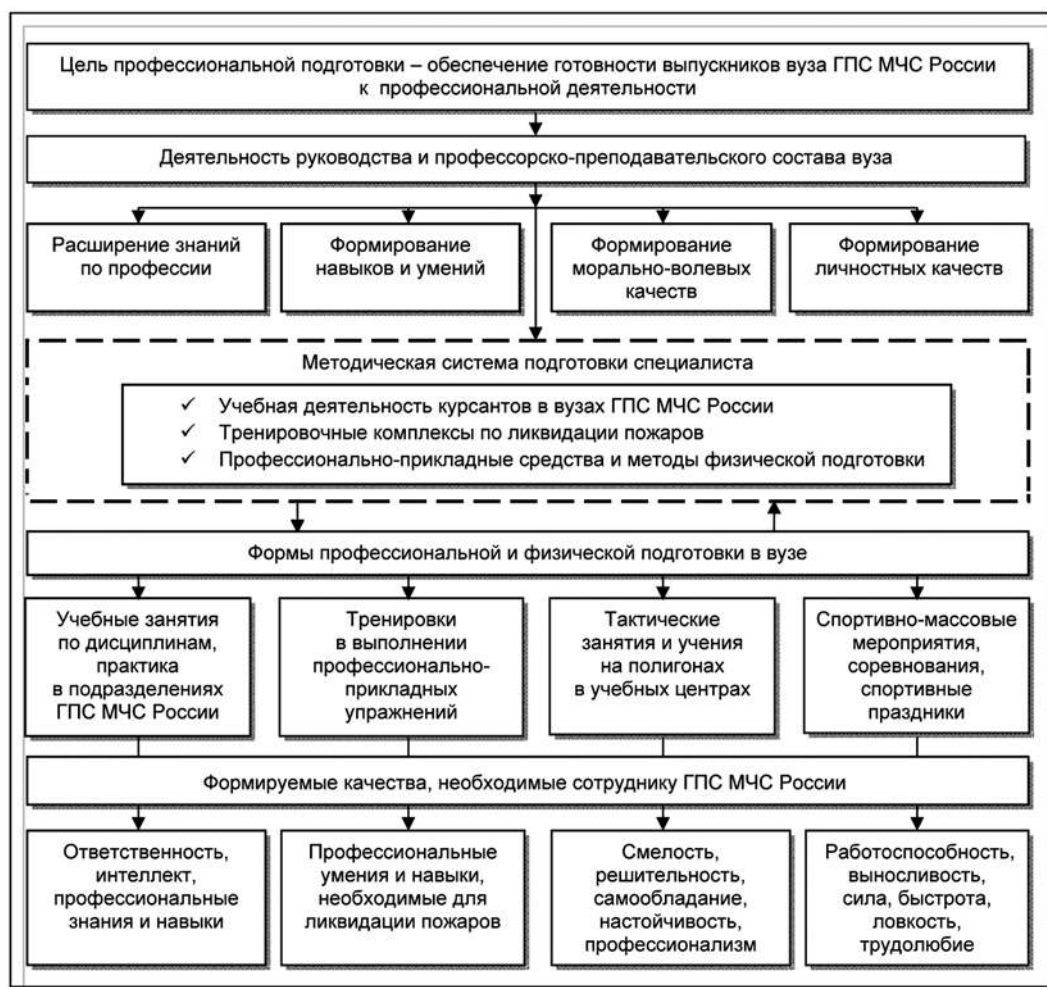 Цель профессиональной подготовки – обеспечение готовности выпускников вуза ГПС МЧС России
к профессиональной деятельности
Деятельность руководства и профессорско-преподавательского состава вуза
Расширение знаний
по профессии
Формирование
навыков и умений
Формирование
морально-волевых
качеств
Формирование
личностных качеств
Методическая система подготовки специалиста
✓ Учебная деятельность курсантов в вузах ГПС МЧС России
✓ Тренировочные комплексы по ликвидации пожаров
✓ Профессионально-прикладные средства и методы физической подготовки
Формы профессиональной и физической подготовки в вузе
Учебные занятия
по дисциплинам,
практика
в подразделениях
ГПС МЧС России
Тренировки
в выполнении
профессионально-
прикладных
упражнений
Тактические
занятия и учения
на полигонах
в учебных центрах
Спортивно-массовые
мероприятия,
соревнования,
спортивные
праздники
Формируемые качества, необходимые сотруднику ГПС МЧС России
Ответственность,
интеллект,
профессиональные
знания и навыки
Профессиональные
умения и навыки,
необходимые для
ликвидации пожаров
Смелость,
решительность,
самообладание,
настойчивость,
профессионализм
Работоспособность,
выносливость,
сила, быстрота,
ловкость,
трудолюбие